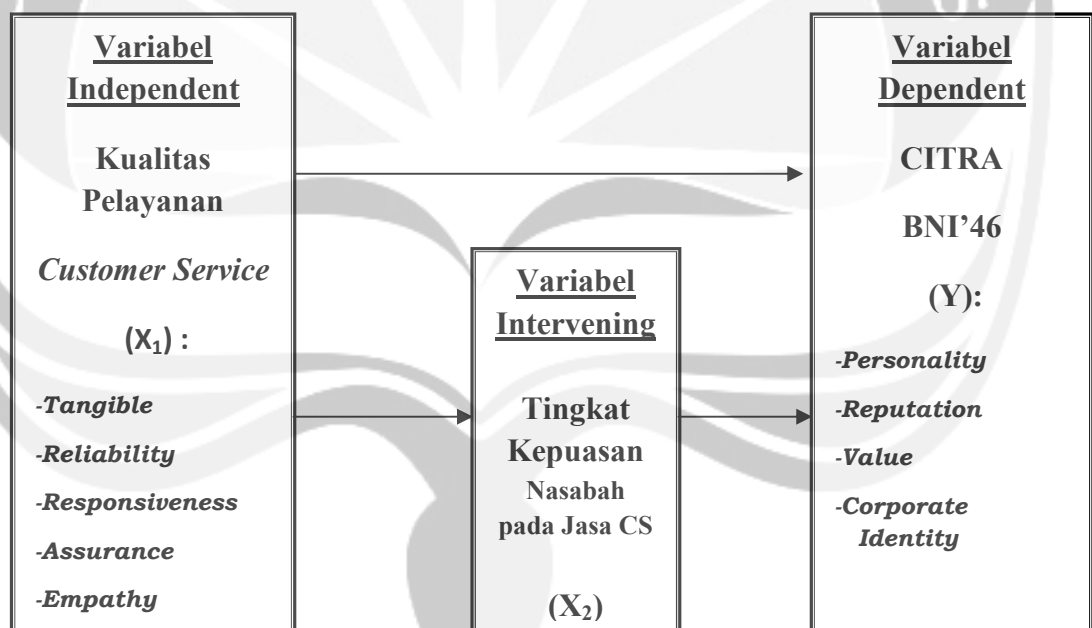 Variabel
Independent
Kualitas
Pelayanan
Customer Service
(X₁) :
-Tangible
-Reliability
-Responsiveness
-Assurance
-Empathy
Variabel
Intervening
Tingkat
Kepuasan
Nasabah
pada Jasa CS
(X₂)
Variabel
Dependent
CITRA
BNI’46
(Y):
-Personality
-Reputation
-Value
-Corporate
Identity